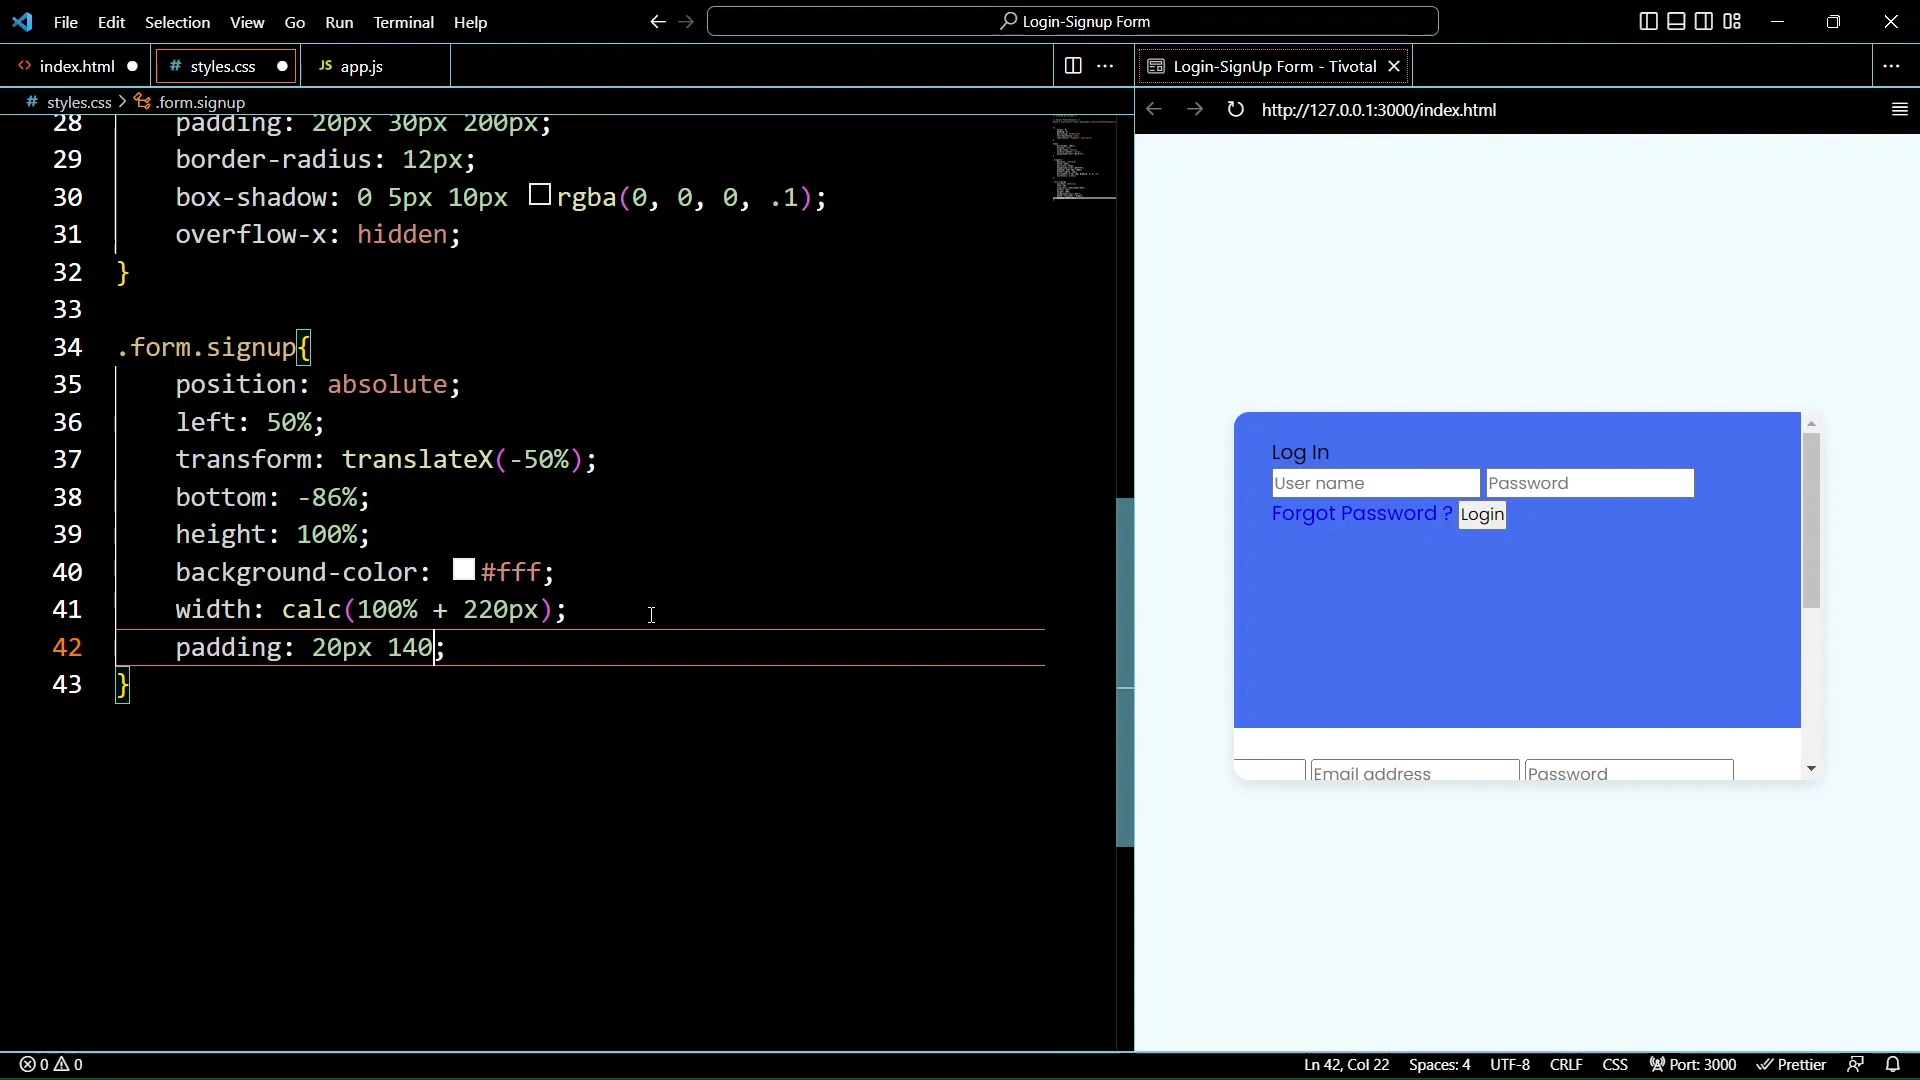 File Edit Selection View Go Run Terminal Help
Login-Signup Form
index.html
# styles.css
JS app.js
Login-SignUp Form - Tivotal
# styles.css > .form.signup
http://127.0.0.1:3000/index.html
28 padding: 20px 30px 200px;
29 border-radius: 12px;
30 box-shadow: 0 5px 10px rgba(0, 0, 0, .1);
31 overflow-x: hidden;
32 }
33
34 .form.signup{
35 position: absolute;
36 left: 50%;
37 transform: translateX(-50%);
38 bottom: -86%;
39 height: 100%;
40 background-color: #fff;
41 width: calc(100% + 220px);
42 padding: 20px 140;
43 }
Log In
User name Password
Forgot Password ? Login
Email address Password
0 0
Ln 42, Col 22 Spaces: 4 UTF-8 CRLF CSS Port: 3000 Prettier